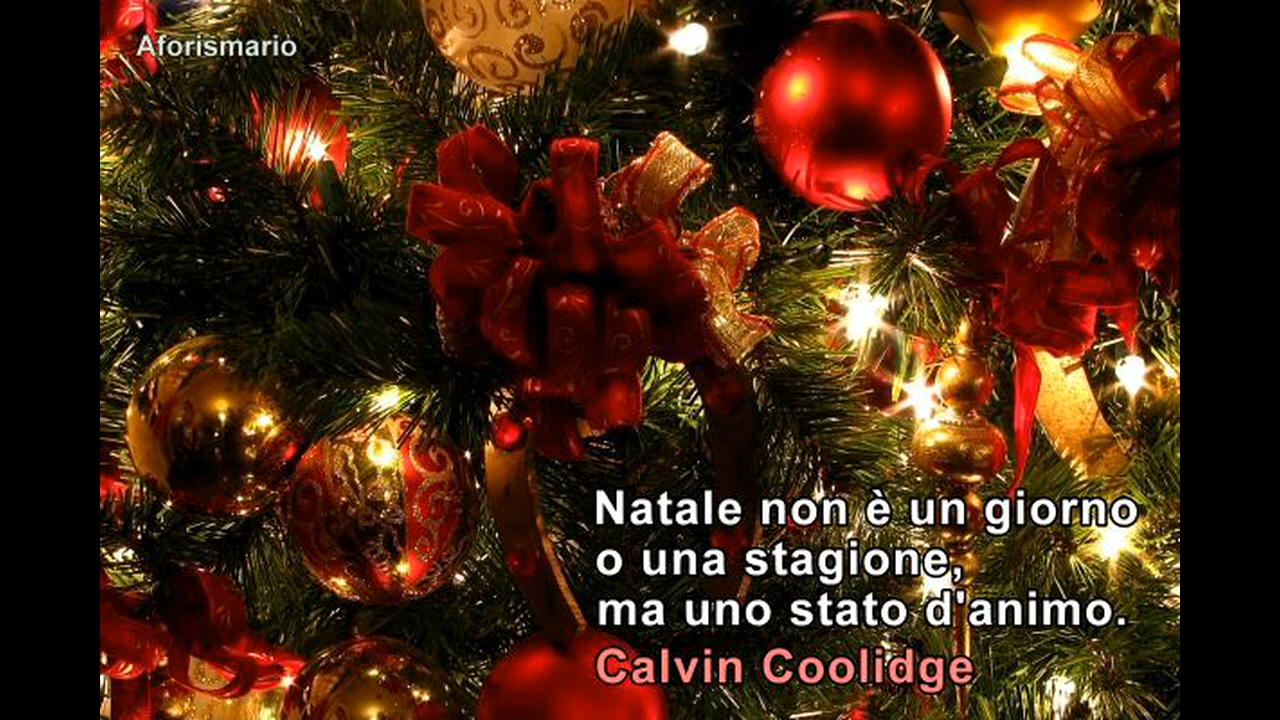 Aforismario
Natale non è un giorno
o una stagione,
ma uno stato d'animo.
Calvin Coolidge